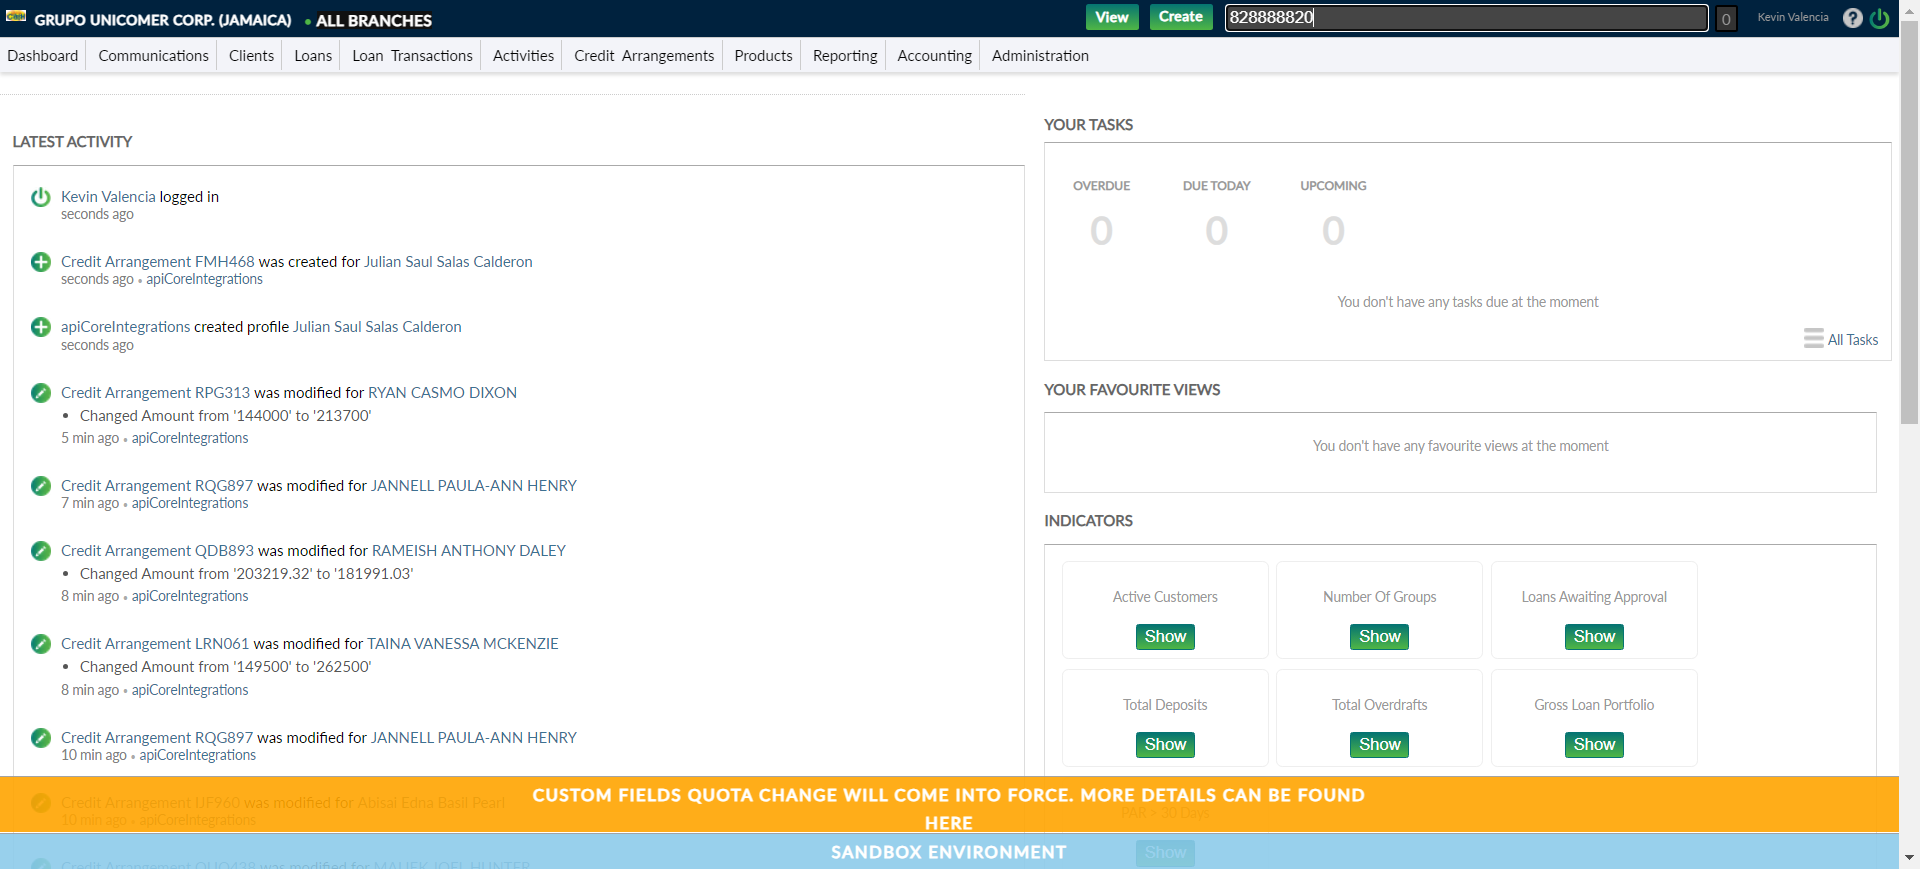 GRUPO UNICOMER CORP. (JAMAICA) • ALL BRANCHES
View Create 828888820 0 Kevin Valencia ?
Dashboard Communications Clients Loans Loan Transactions Activities Credit Arrangements Products Reporting Accounting Administration
LATEST ACTIVITY
Kevin Valencia logged in
seconds ago
Credit Arrangement FMH468 was created for Julian Saul Salas Calderon
seconds ago • apiCoreIntegrations
apiCoreIntegrations created profile Julian Saul Salas Calderon
seconds ago
Credit Arrangement RPG313 was modified for RYAN CASMO DIXON
• Changed Amount from '144000' to '213700'
5 min ago • apiCoreIntegrations
Credit Arrangement RQG897 was modified for JANNELL PAULA-ANN HENRY
7 min ago • apiCoreIntegrations
Credit Arrangement QDB893 was modified for RAMEISH ANTHONY DALEY
• Changed Amount from '203219.32' to '181991.03'
8 min ago • apiCoreIntegrations
Credit Arrangement LRN061 was modified for TAINA VANESSA MCKENZIE
• Changed Amount from '149500' to '262500'
8 min ago • apiCoreIntegrations
Credit Arrangement RQG897 was modified for JANNELL PAULA-ANN HENRY
10 min ago • apiCoreIntegrations
Credit Arrangement IJF960 was modified for Abisai Edna Basil Pearl
10 min ago • apiCoreIntegrations
YOUR TASKS
OVERDUE DUE TODAY UPCOMING
0 0 0
You don't have any tasks due at the moment
All Tasks
YOUR FAVOURITE VIEWS
You don't have any favourite views at the moment
INDICATORS
Active Customers Number Of Groups Loans Awaiting Approval
Show Show Show
Total Deposits Total Overdrafts Gross Loan Portfolio
Show Show Show
PAR > 30 Days
Show
CUSTOM FIELDS QUOTA CHANGE WILL COME INTO FORCE. MORE DETAILS CAN BE FOUND
HERE
SANDBOX ENVIRONMENT